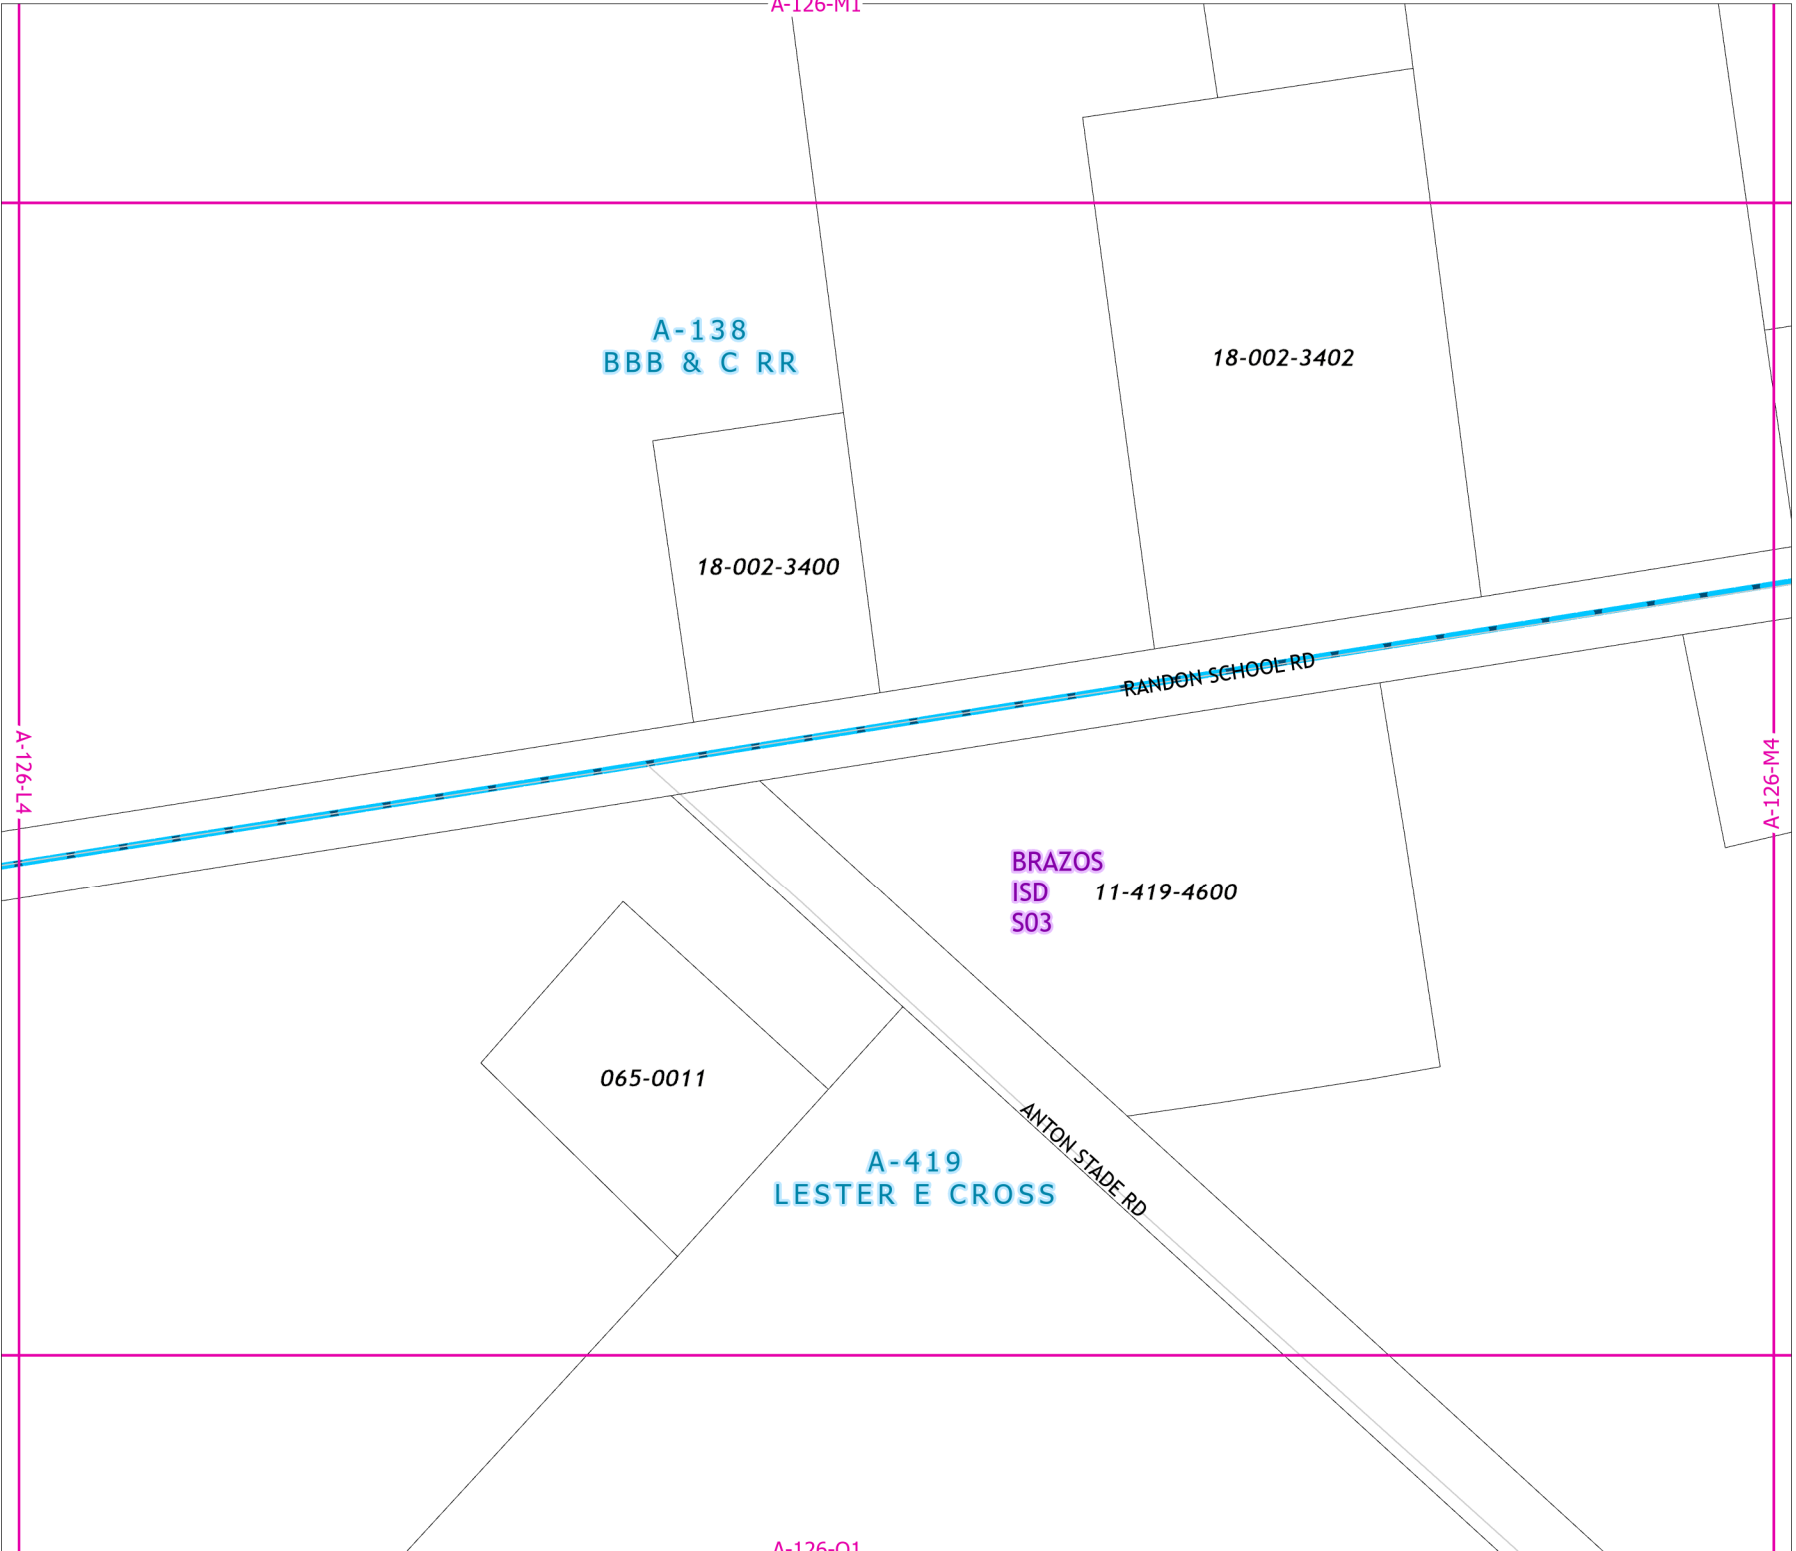 A-126-M1
A-138
BBB & C RR
18-002-3402
18-002-3400
RANDON SCHOOL RD
A-126-L4
A-126-M4
BRAZOS
ISD
S03
11-419-4600
065-0011
ANTON STADE RD
A-419
LESTER E CROSS
A-126-Q1